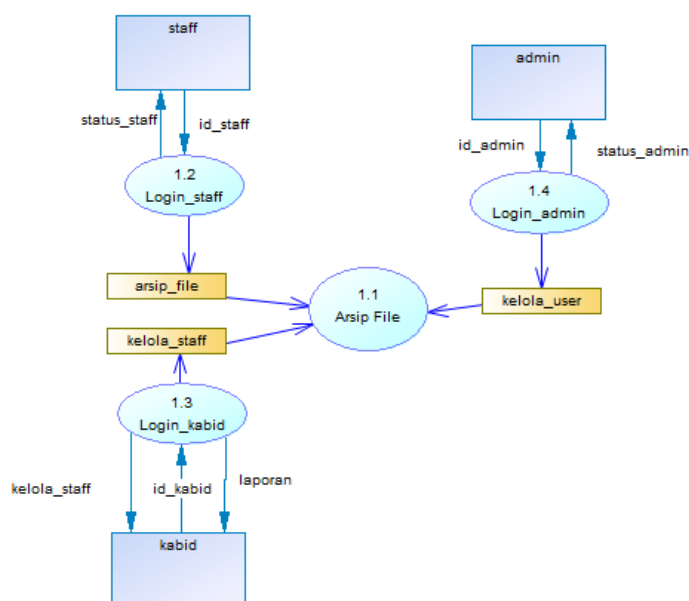 staff
admin
status_staff
id_staff
id_admin
status_admin
1.2
Login_staff
1.4
Login_admin
arsip_file
1.1
Arsip File
kelola_user
kelola_staff
1.3
Login_kabid
kelola_staff
id_kabid
laporan
kabid